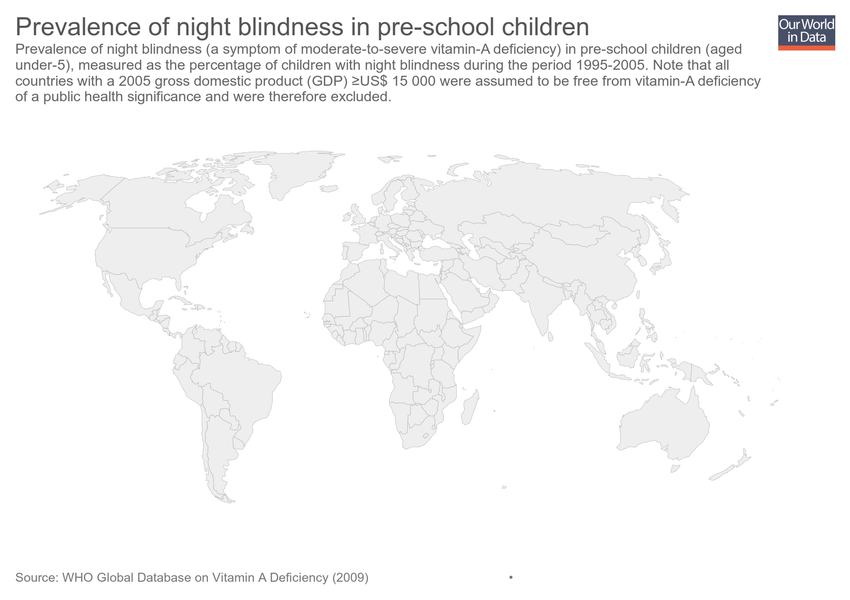 Prevalence of night blindness in pre-school children
Our World
in Data
Prevalence of night blindness (a symptom of moderate-to-severe vitamin-A deficiency) in pre-school children (aged
under-5), measured as the percentage of children with night blindness during the period 1995-2005. Note that all
countries with a 2005 gross domestic product (GDP) ≥US$ 15 000 were assumed to be free from vitamin-A deficiency
of a public health significance and were therefore excluded.
Source: WHO Global Database on Vitamin A Deficiency (2009) •